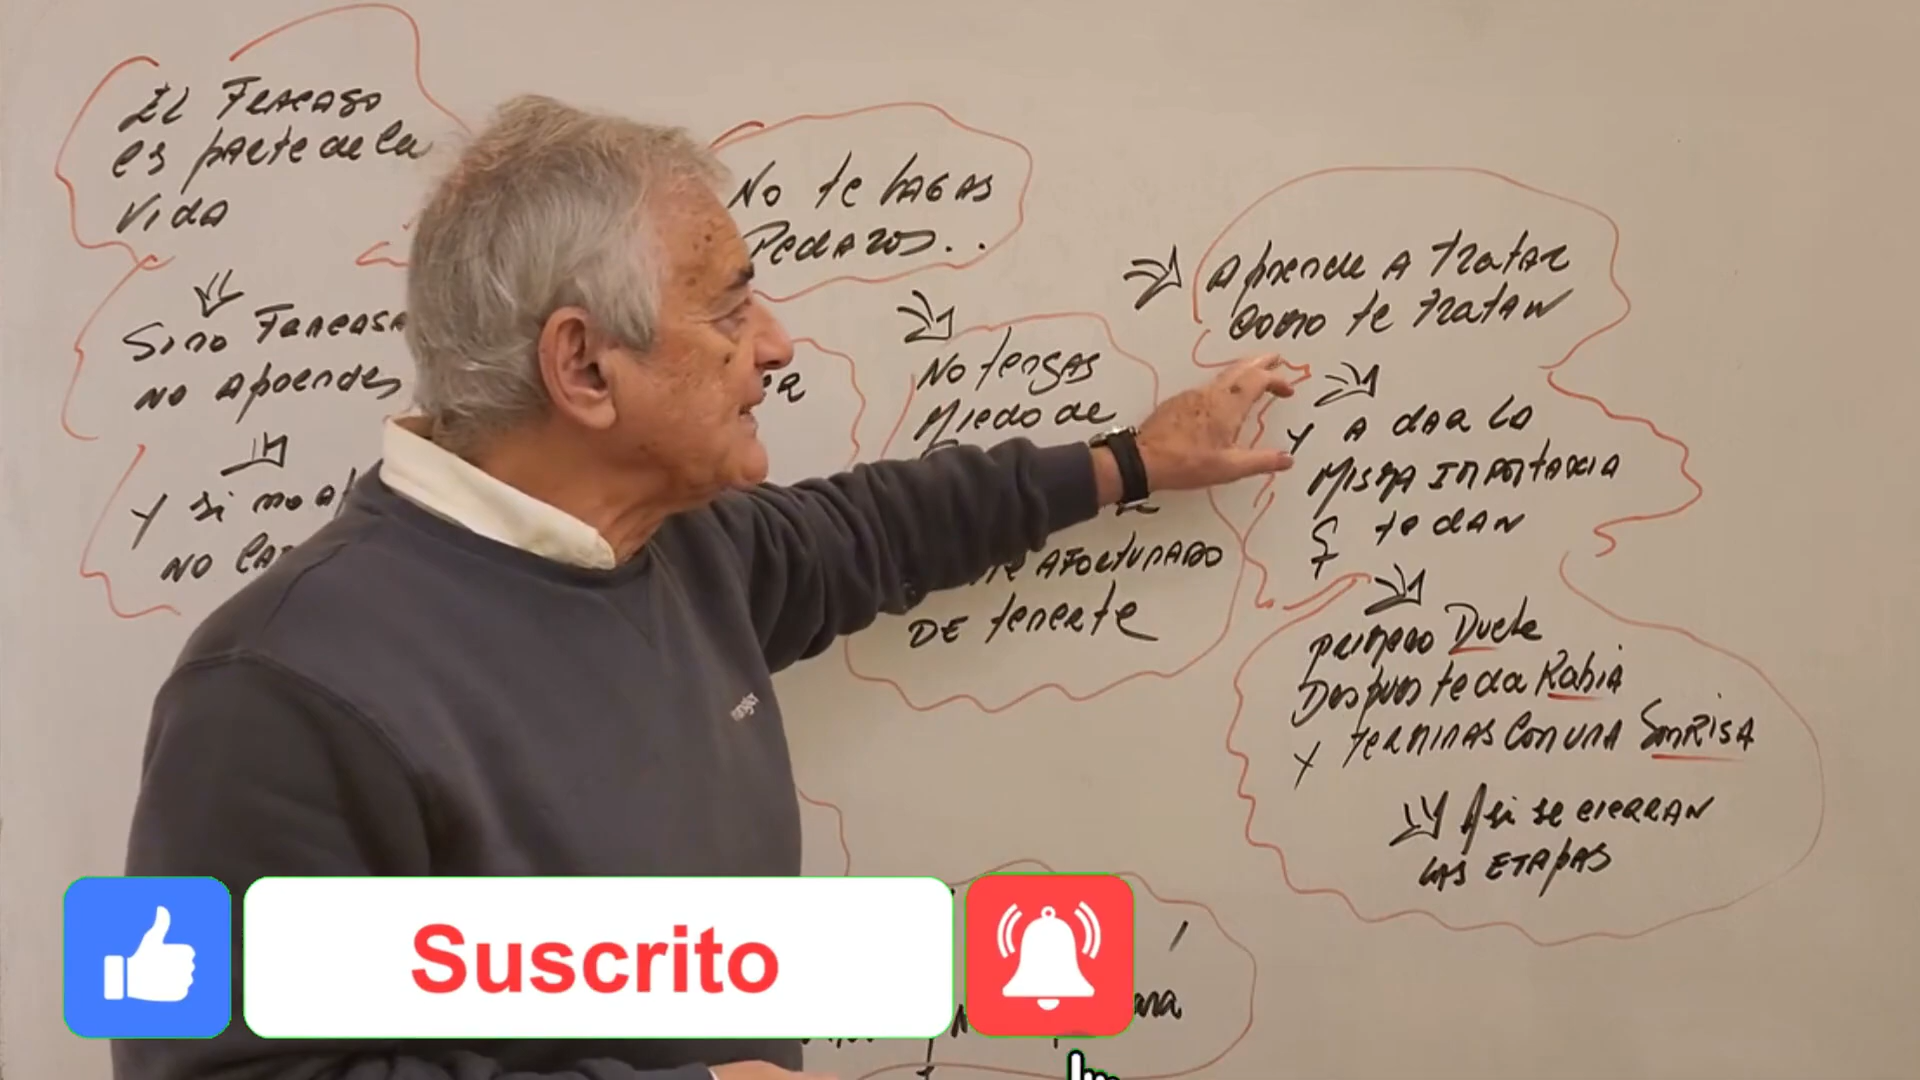 El Fracaso
es parte de la
vida
Si no Fracasa
no aprendes
Y si no
no
No te hagas
Pedazos..
No tengas
Miedo de
AFORTUNADO
DE tenerte
Aprende A tratar
como te tratan
Y A dar la
Misma importancia
q te dan
primero Duele
Despues te da Rabia
Y terminas con una Sonrisa
Asi se cierran
las ETAPAS
Suscrito